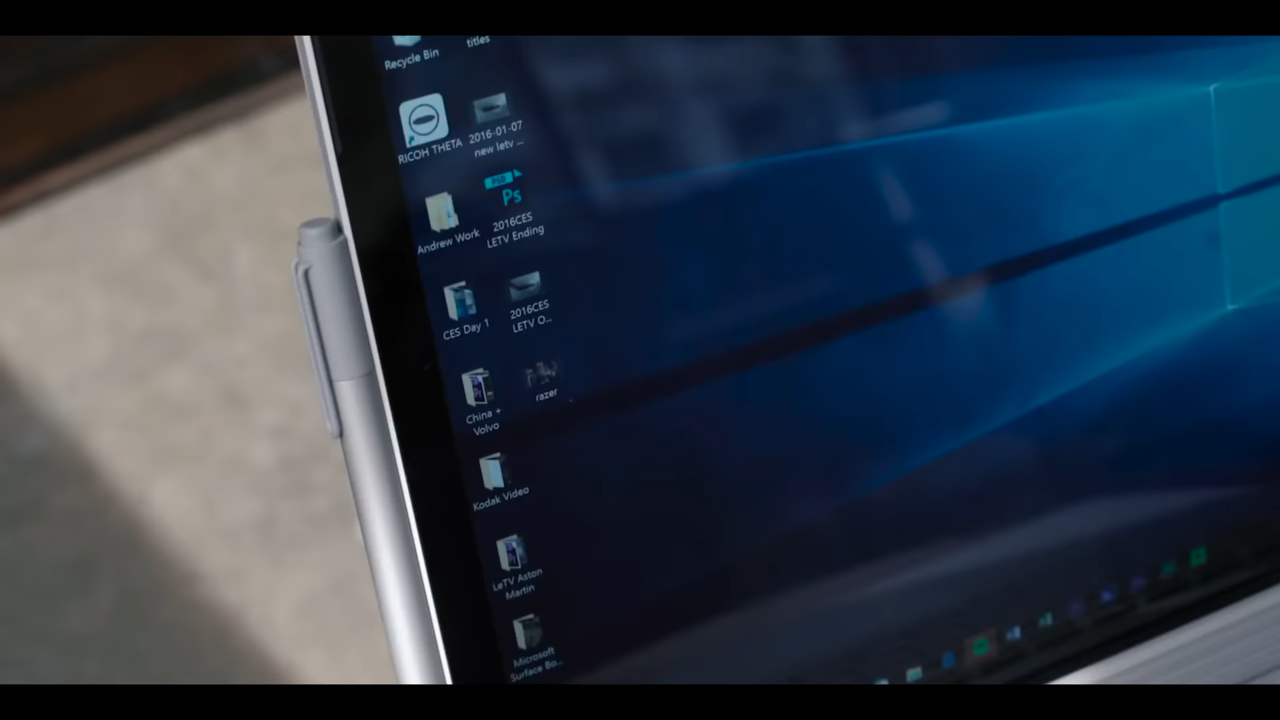 Recycle Bin
titles
RICOH THETA
2016-01-07
new letv ...
Andrew Work
PSD
Ps
2016CES
LETV Ending
CES Day 1
2016CES
LETV O...
China +
Volvo
razer
Kodak Video
LeTV Aston
Martin
Microsoft
Surface Bo...